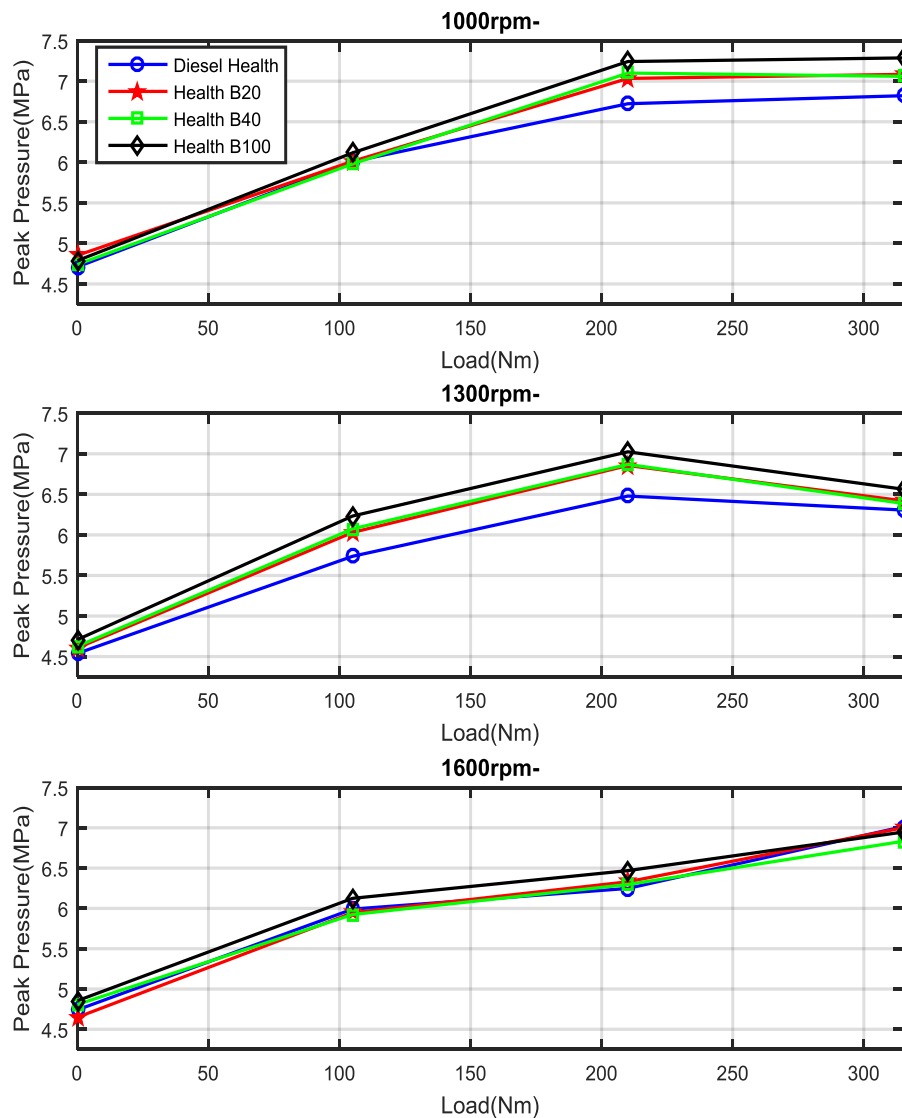 1000rpm-
7.5
7
6.5
6
5.5
5
4.5
Peak Pressure(MPa)
Diesel Health
Health B20
Health B40
Health B100
0 50 100 150 200 250 300
Load(Nm)
1300rpm-
7.5
7
6.5
6
5.5
5
4.5
Peak Pressure(MPa)
0 50 100 150 200 250 300
Load(Nm)
1600rpm-
7.5
7
6.5
6
5.5
5
4.5
Peak Pressure(MPa)
0 50 100 150 200 250 300
Load(Nm)